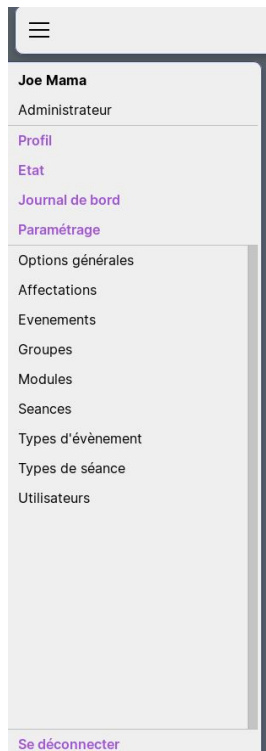 Joe Mama
Administrateur
Profil
Etat
Journal de bord
Paramétrage
Options générales
Affectations
Evenements
Groupes
Modules
Seances
Types d'évènement
Types de séance
Utilisateurs
Se déconnecter